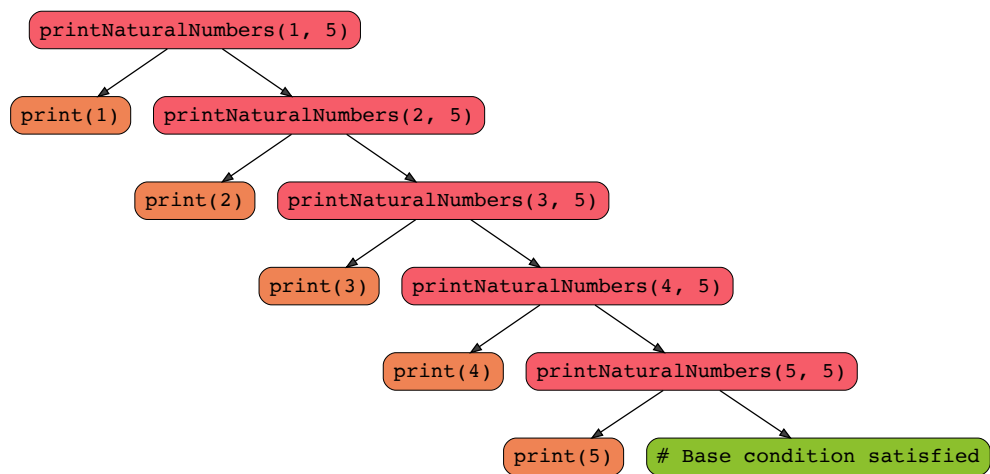 printNaturalNumbers(1, 5)
print(1)
printNaturalNumbers(2, 5)
print(2)
printNaturalNumbers(3, 5)
print(3)
printNaturalNumbers(4, 5)
print(4)
printNaturalNumbers(5, 5)
print(5)
# Base condition satisfied